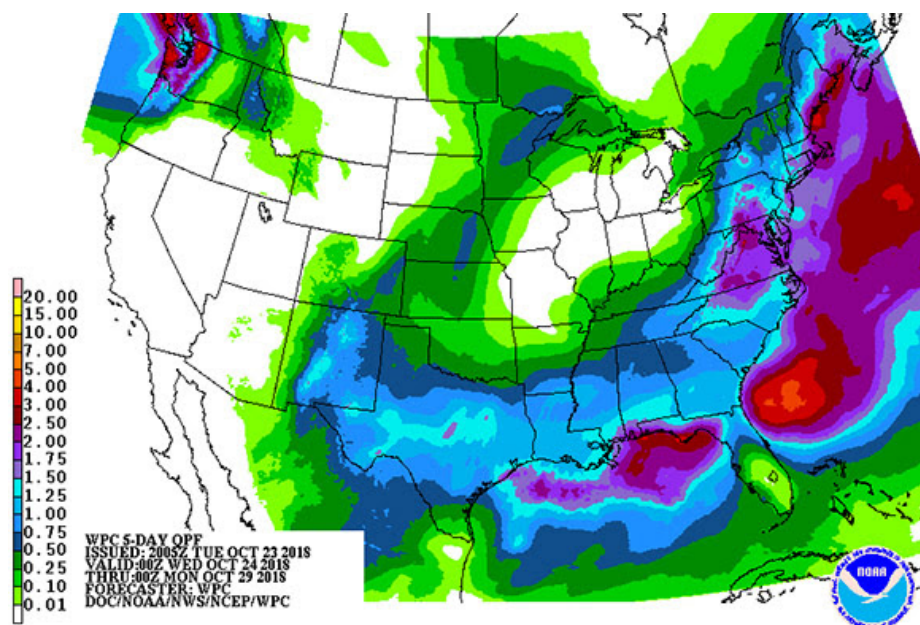 20.00
15.00
10.00
7.00
5.00
4.00
3.00
2.50
2.00
1.75
1.50
1.25
1.00
0.75
0.50
0.25
0.10
0.01
WPC 5-DAY QPF
ISSUED: 2005Z TUE OCT 23 2018
VALID:00Z WED OCT 24 2018
THRU:00Z MON OCT 29 2018
FORECASTER: WPC
DOC/NOAA/NWS/NCEP/WPC
NOAA